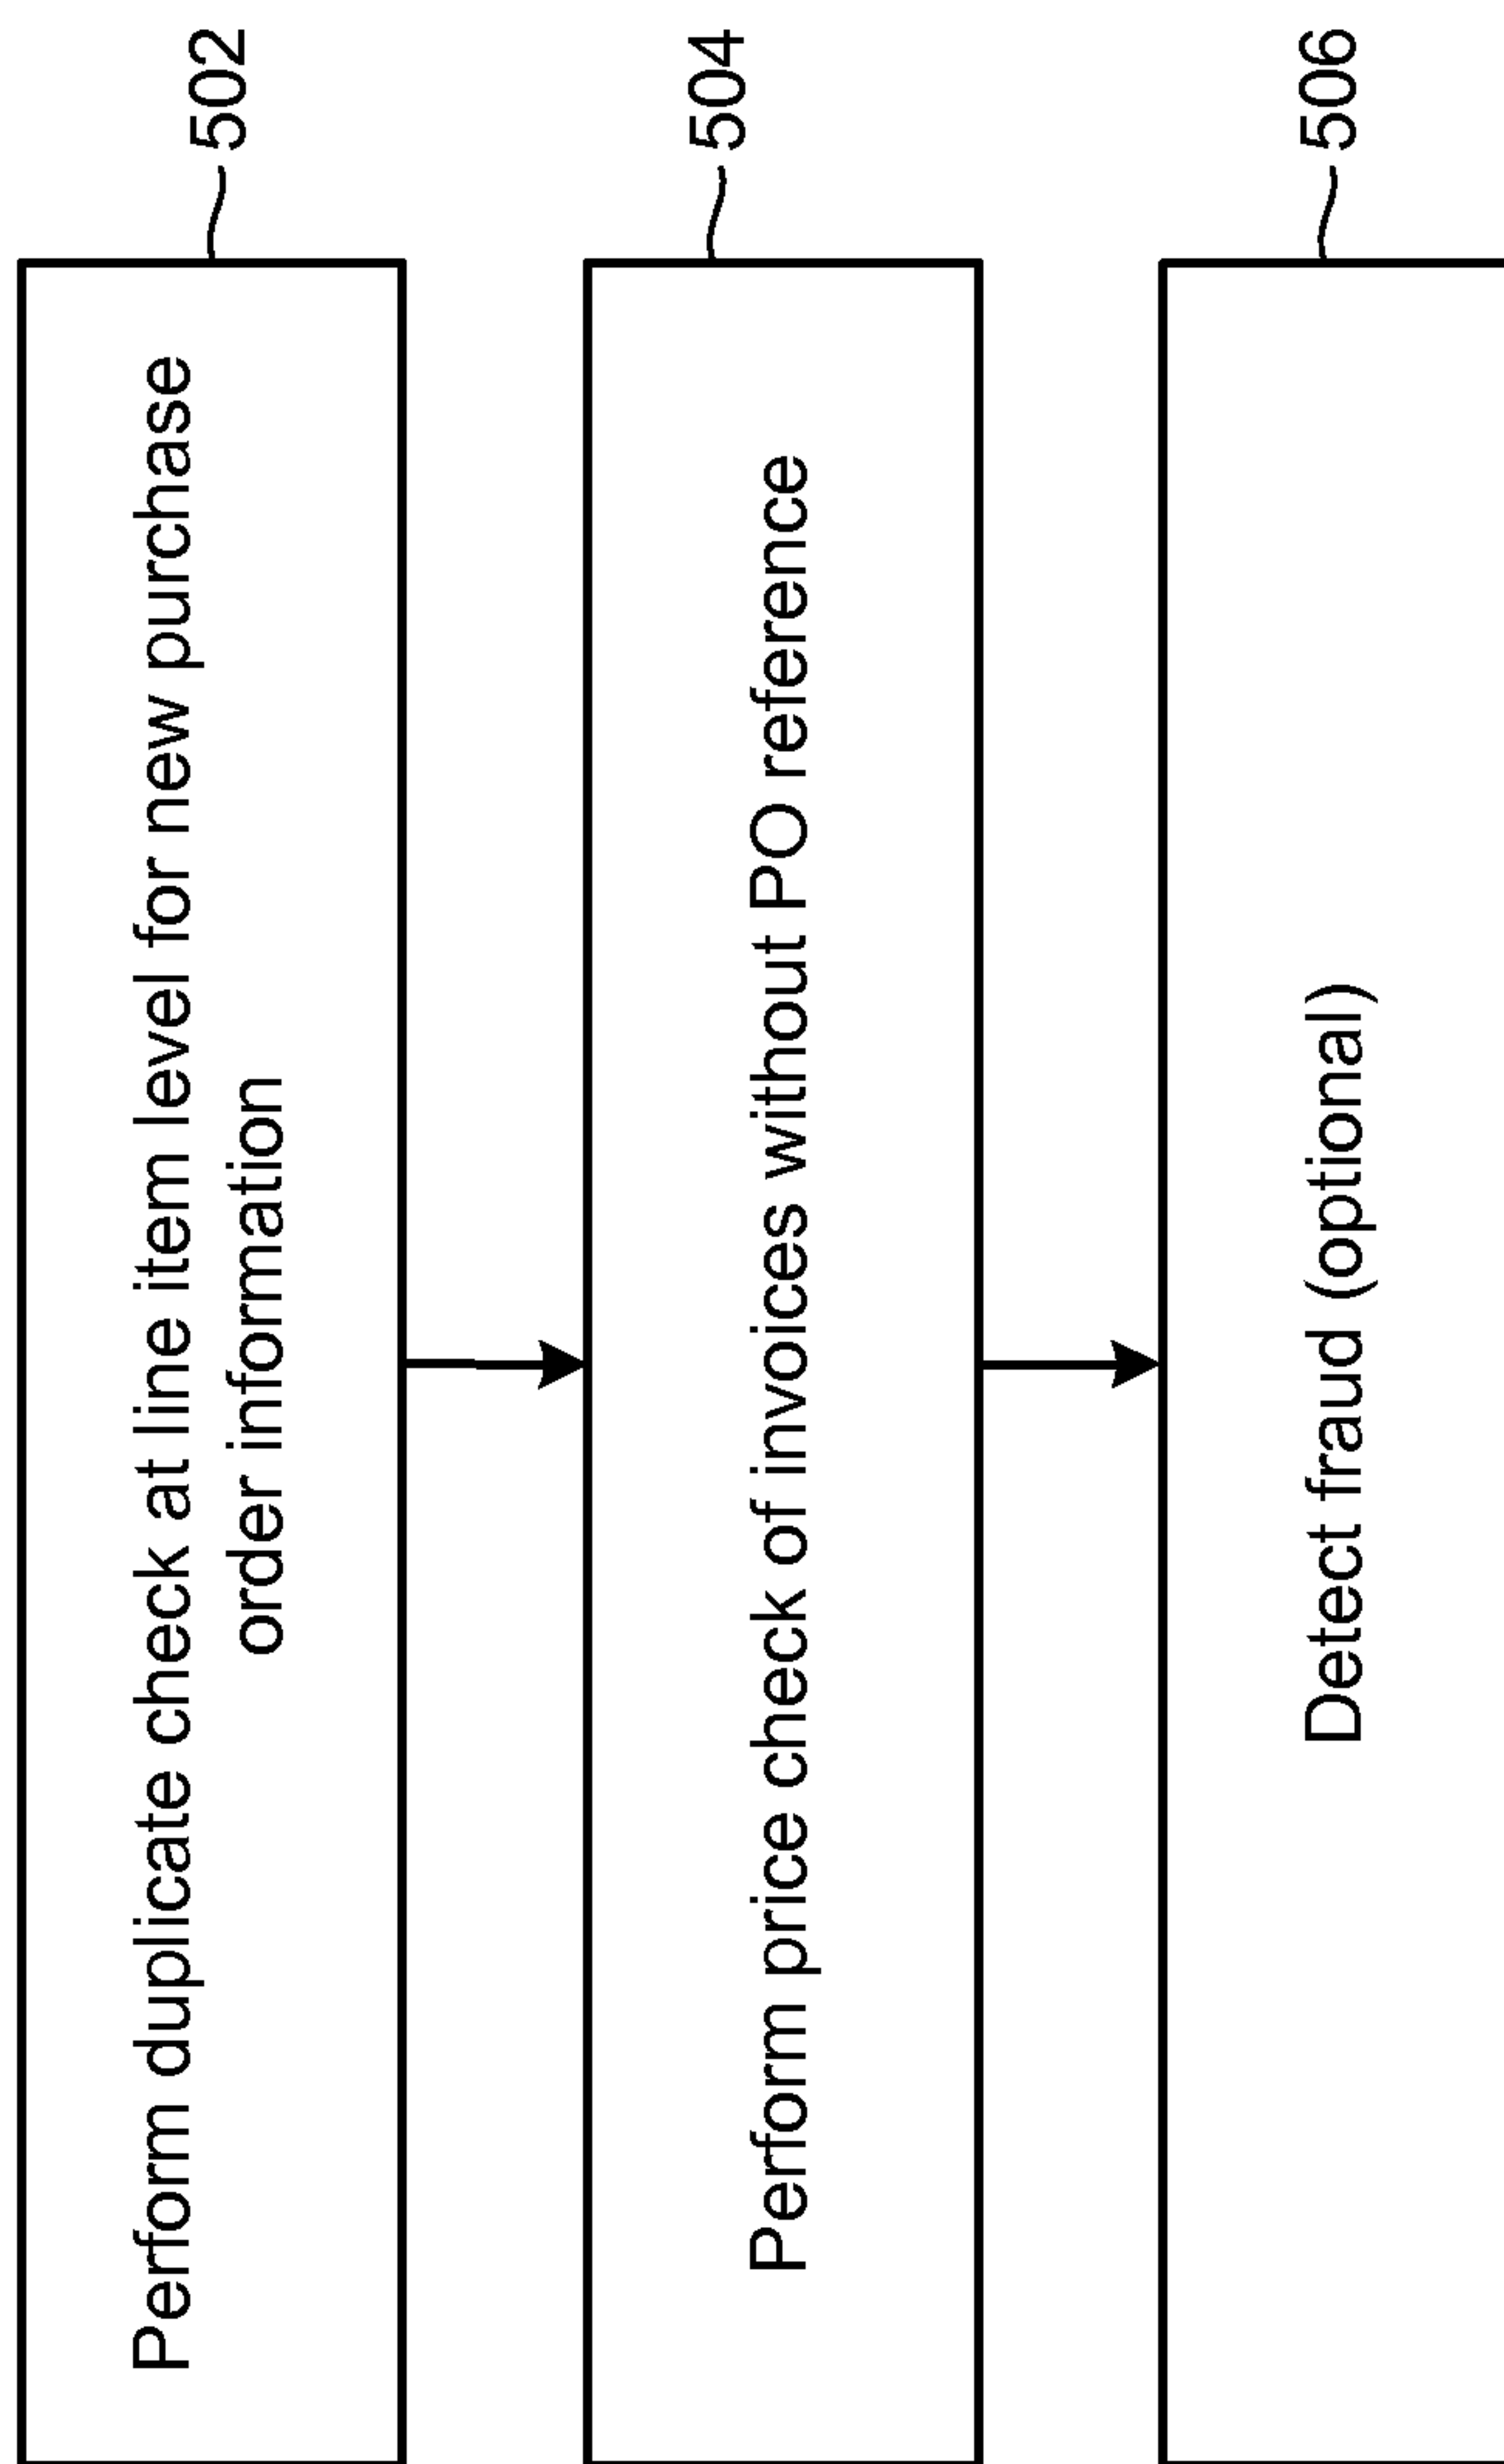 Perform duplicate check at line item level for new purchase
order information
502
Perform price check of invoices without PO reference
504
Detect fraud (optional)
506